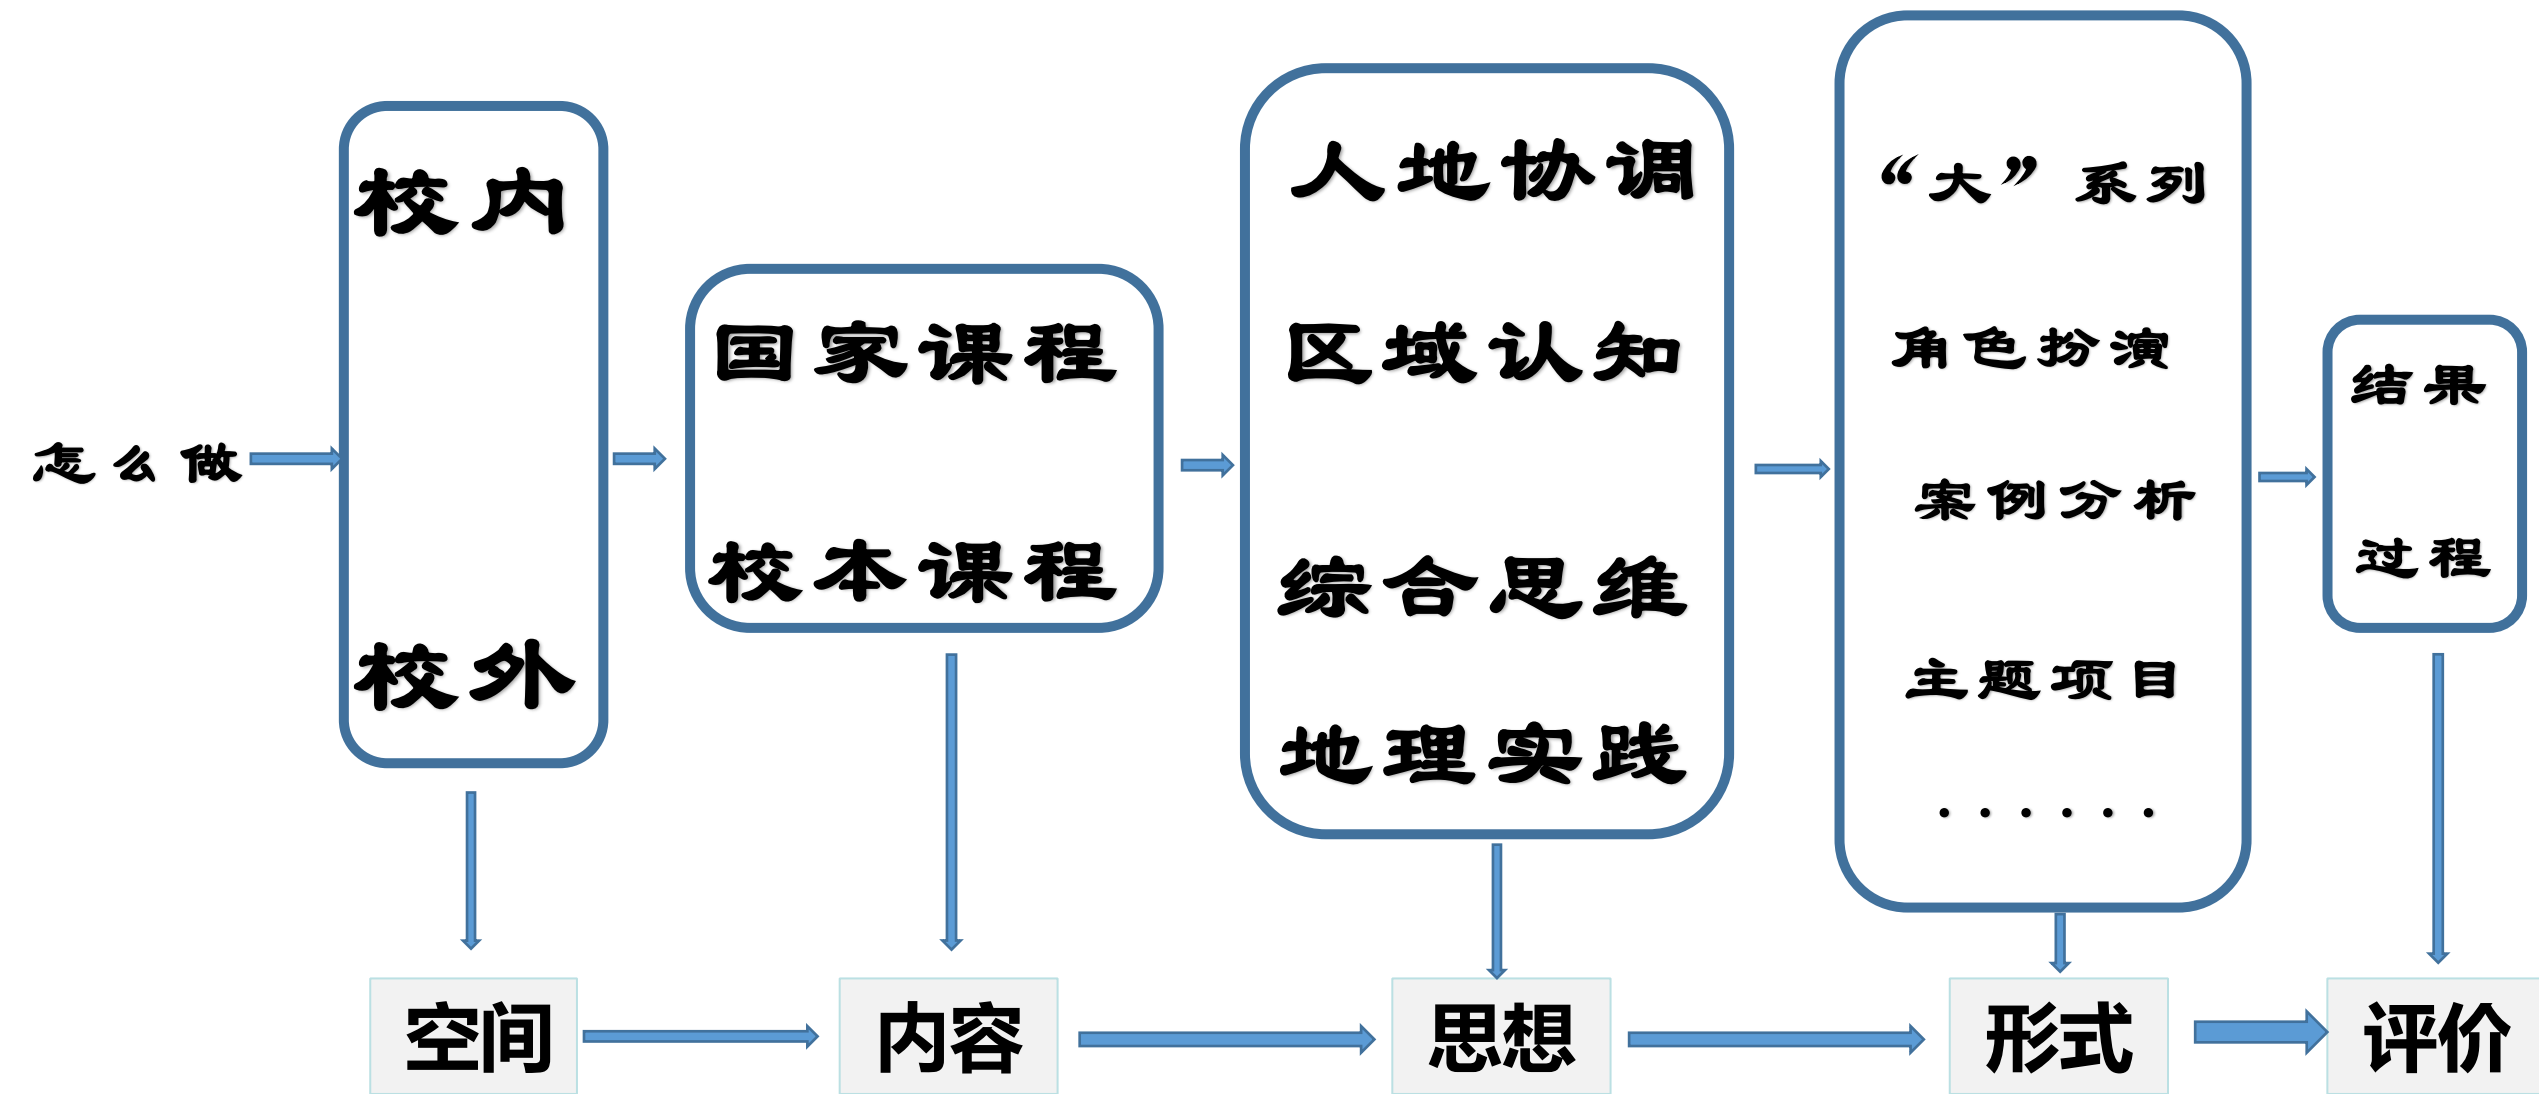 怎么做
校内
校外
国家课程
校本课程
人地协调
区域认知
综合思维
地理实践
“大”系列
角色扮演
案例分析
主题项目
······
结果
过程
空间
内容
思想
形式
评价